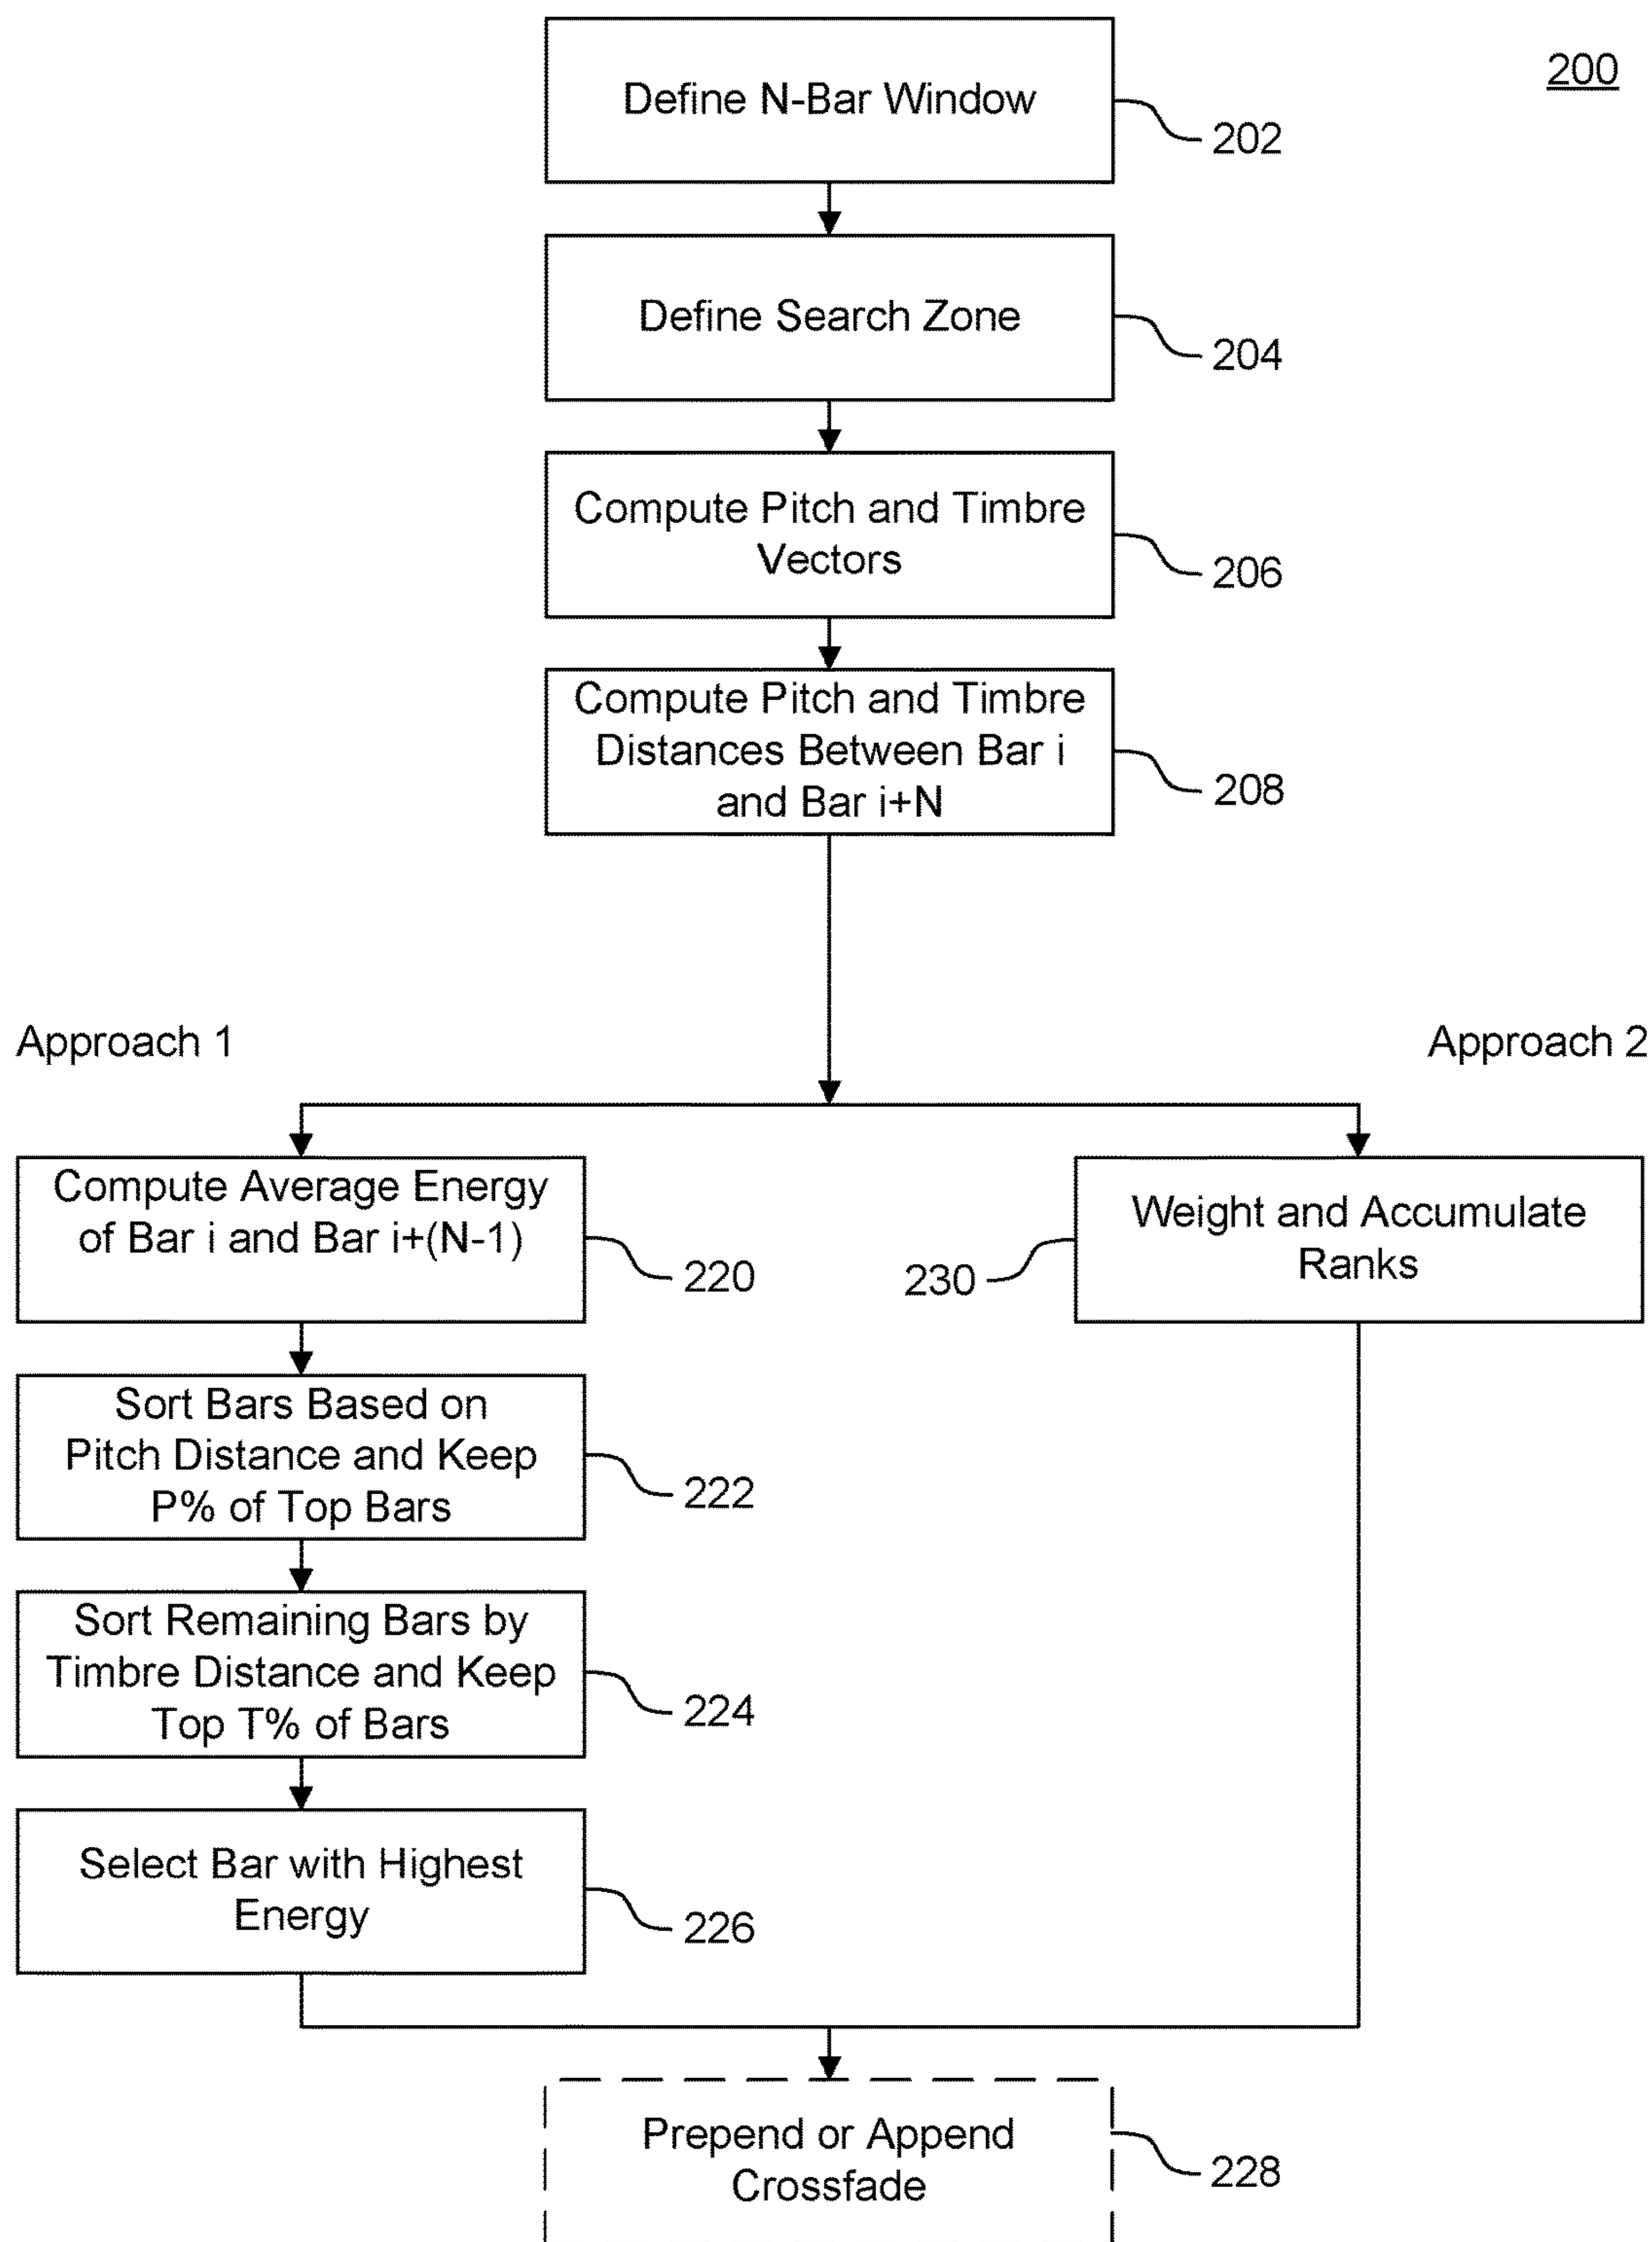 200
Define N-Bar Window
202
Define Search Zone
204
Compute Pitch and Timbre
Vectors
206
Compute Pitch and Timbre
Distances Between Bar i
and Bar i+N
208
Approach 1
Approach 2
Compute Average Energy
of Bar i and Bar i+(N-1)
220
Weight and Accumulate
Ranks
230
Sort Bars Based on
Pitch Distance and Keep
P% of Top Bars
222
Sort Remaining Bars by
Timbre Distance and Keep
Top T% of Bars
224
Select Bar with Highest
Energy
226
Prepend or Append
Crossfade
228